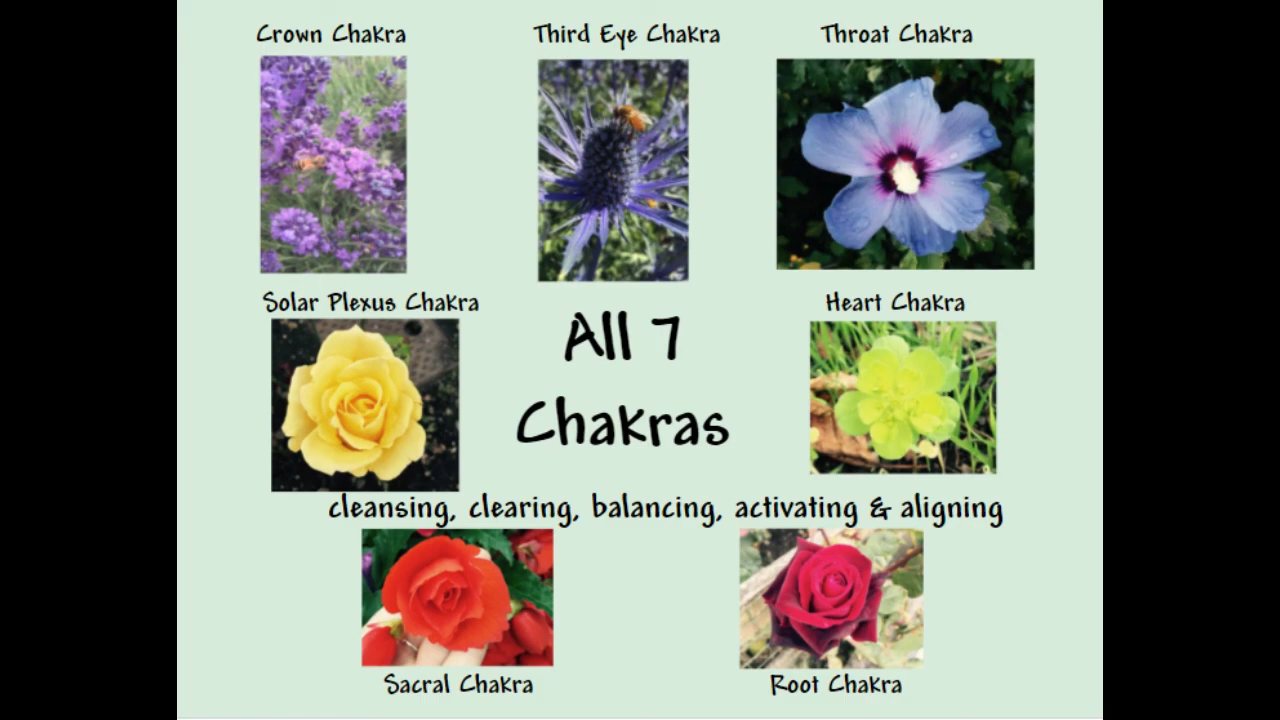 Crown Chakra
Third Eye Chakra
Throat Chakra
Solar Plexus Chakra
Heart Chakra
All 7
Chakras
cleansing, clearing, balancing, activating & aligning
Sacral Chakra
Root Chakra